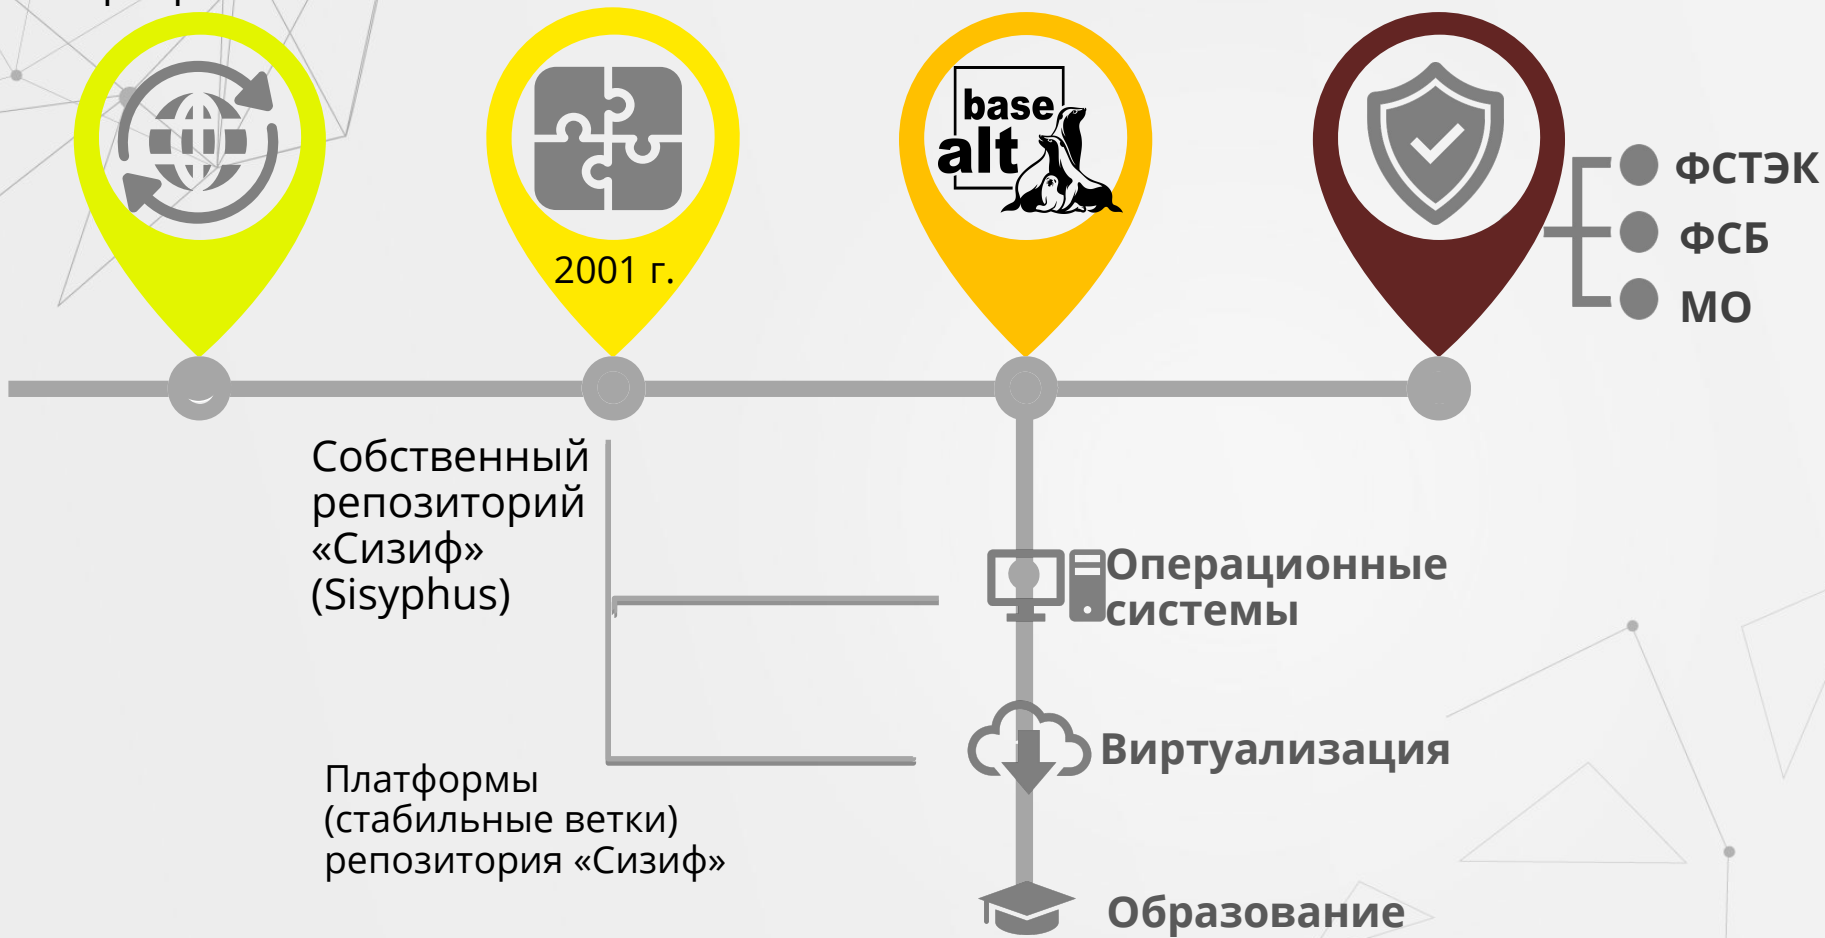 base
alt
2001 г.
ФСТЭК
ФСБ
МО
Собственный
репозиторий
«Сизиф»
(Sisyphus)
Операционные
системы
Виртуализация
Платформы
(стабильные ветки)
репозитория «Сизиф»
Образование